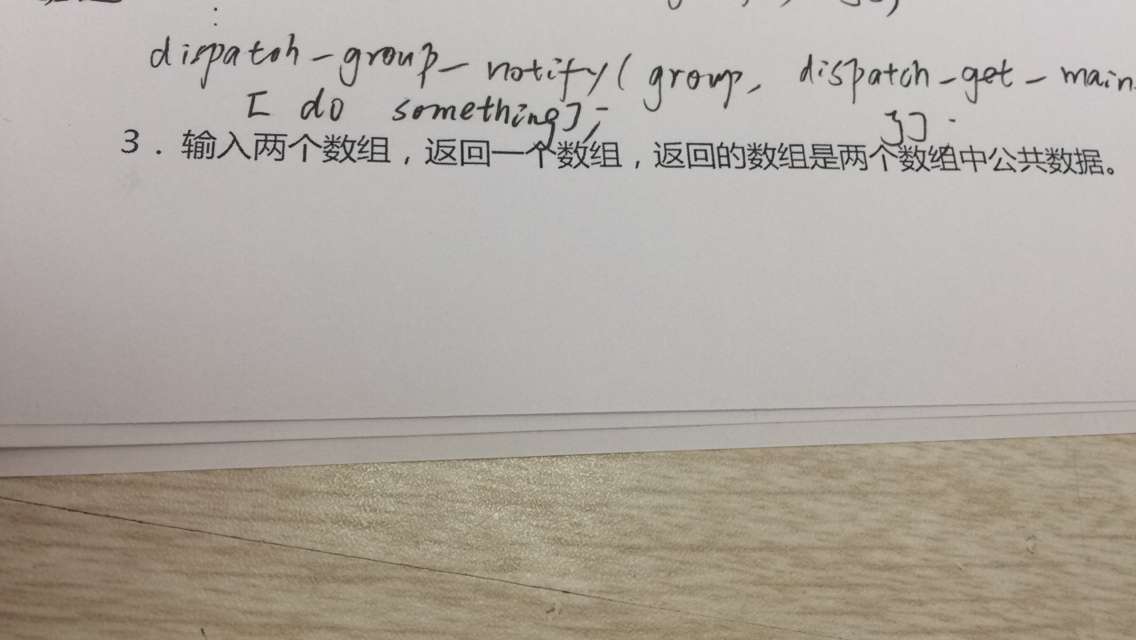 dispatch-group-notify(group, dispatch-get-main
[ do something];
}).
3．输入两个数组，返回一个数组，返回的数组是两个数组中公共数据。